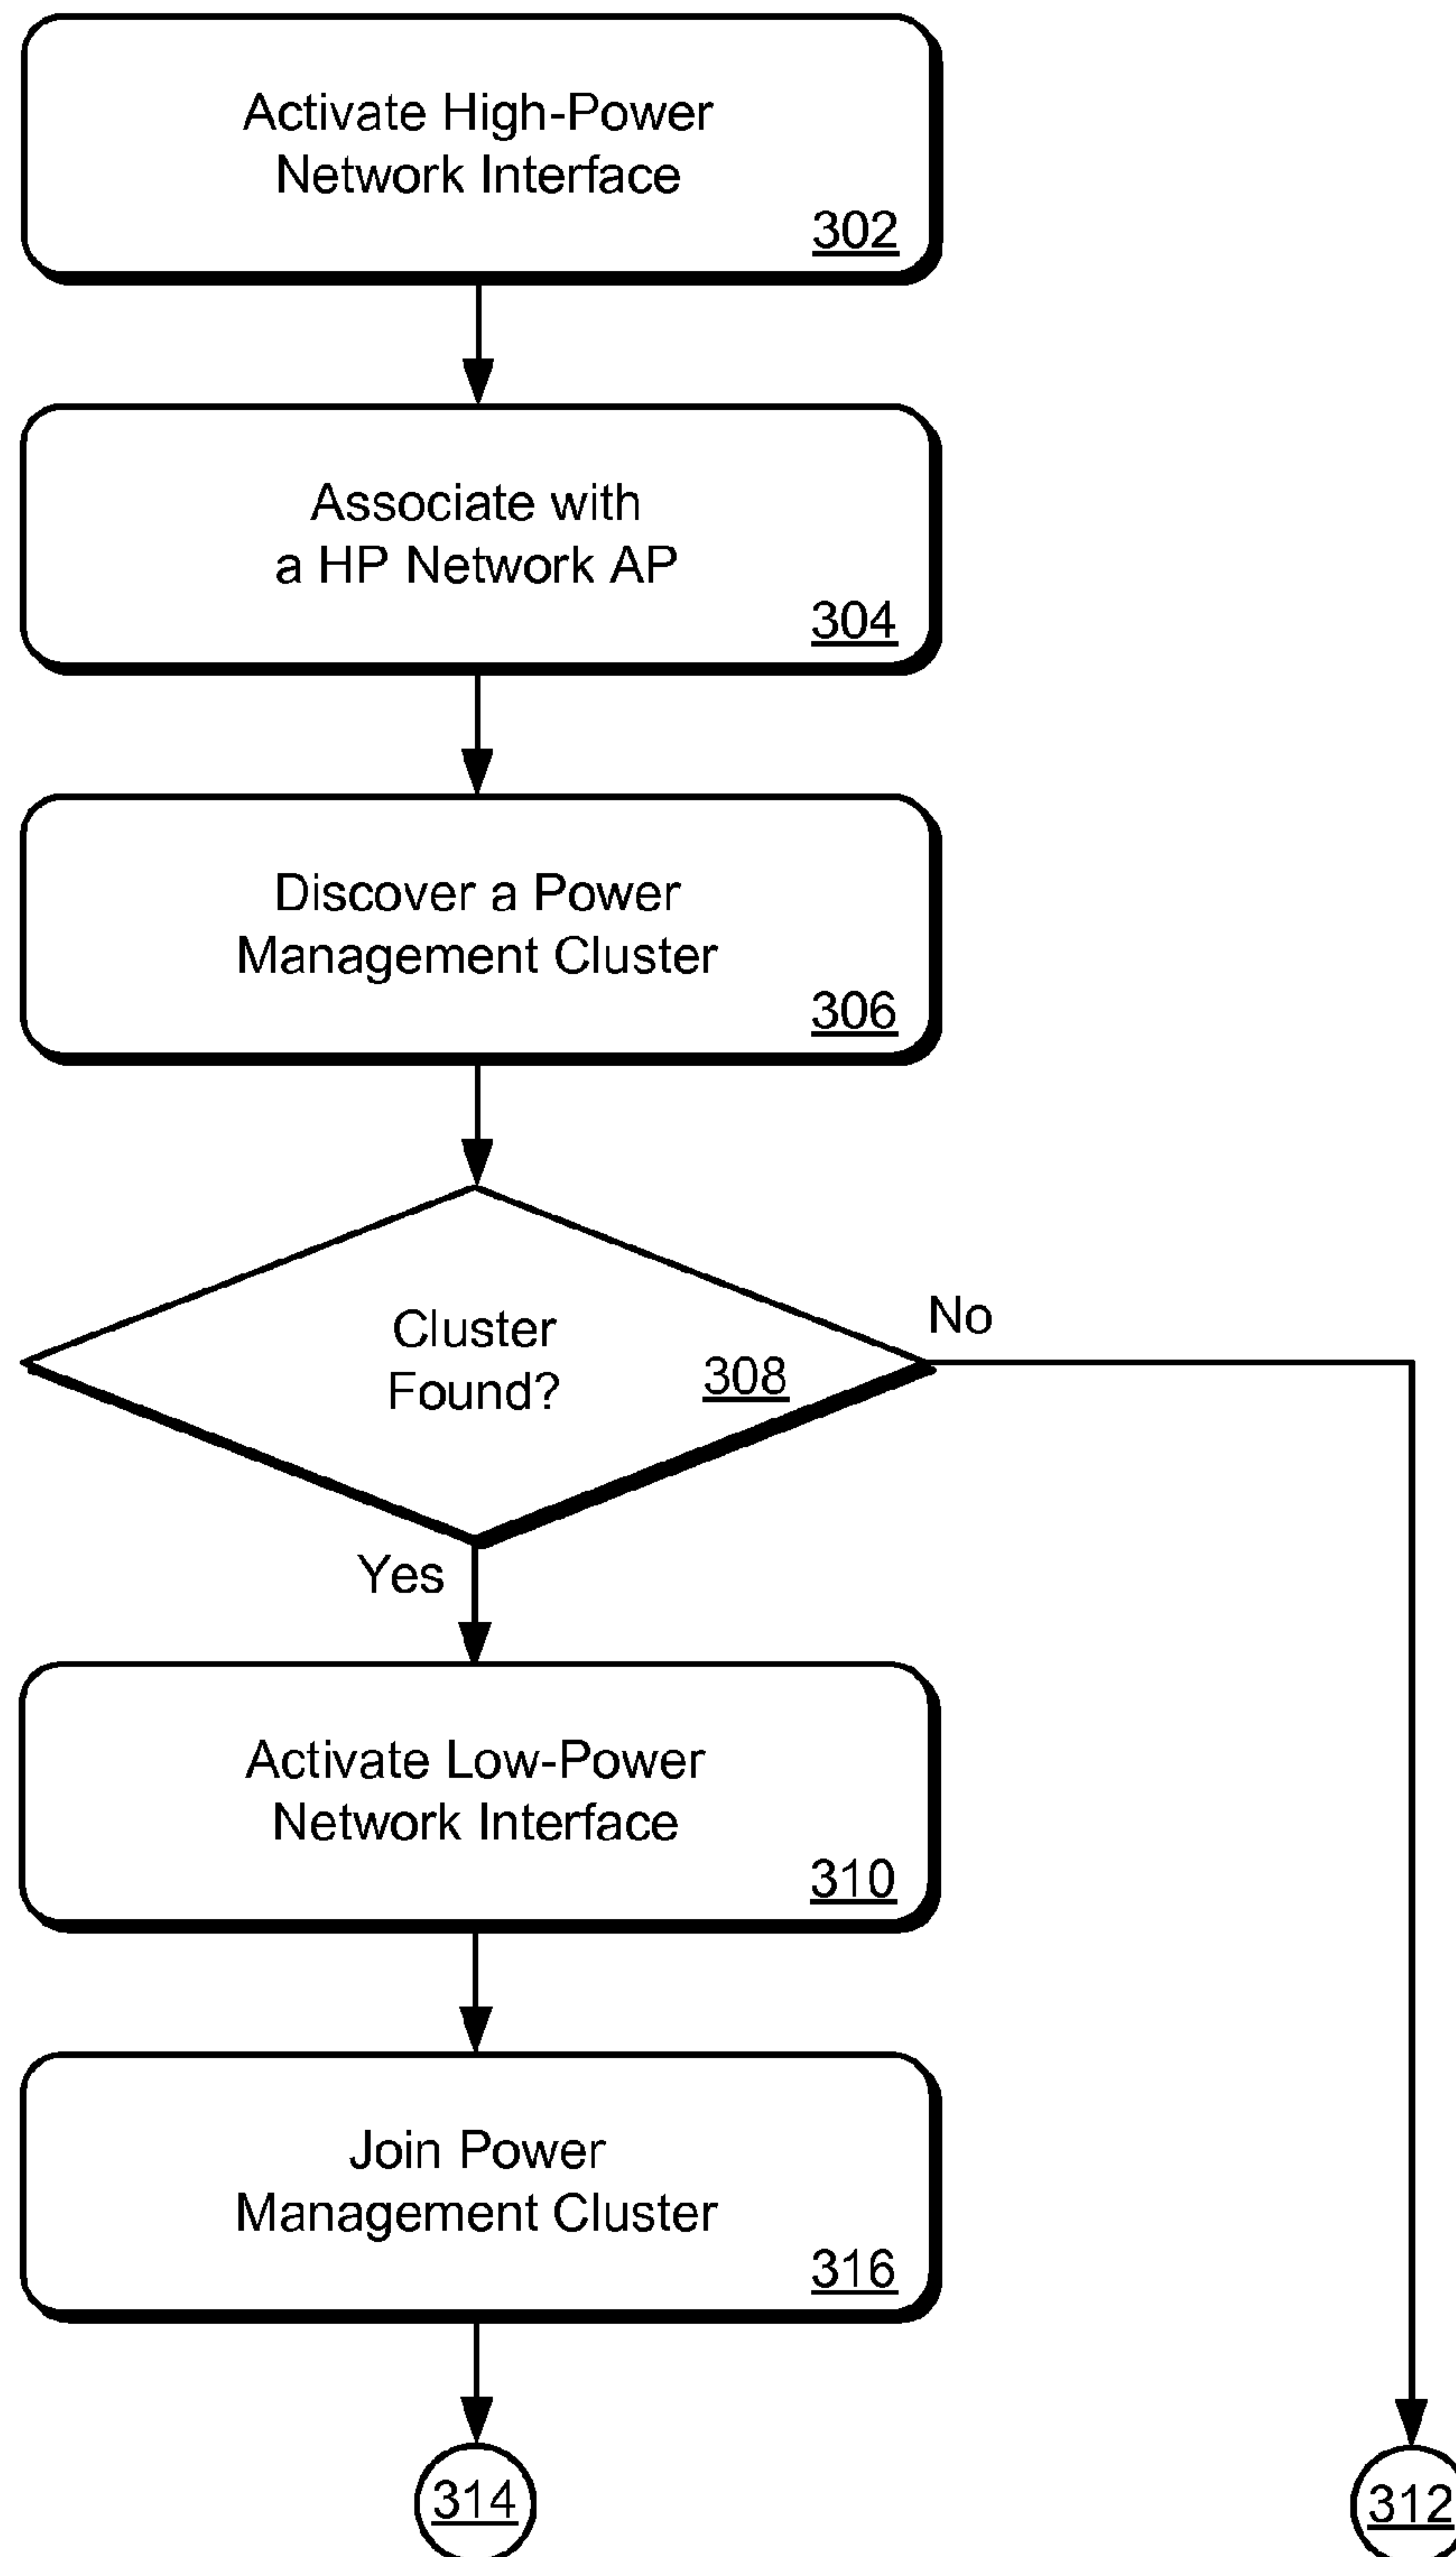 Activate High-Power
Network Interface
302
Associate with
a HP Network AP
304
Discover a Power
Management Cluster
306
Cluster
Found?
308
No
Yes
Activate Low-Power
Network Interface
310
Join Power
Management Cluster
316
314
312